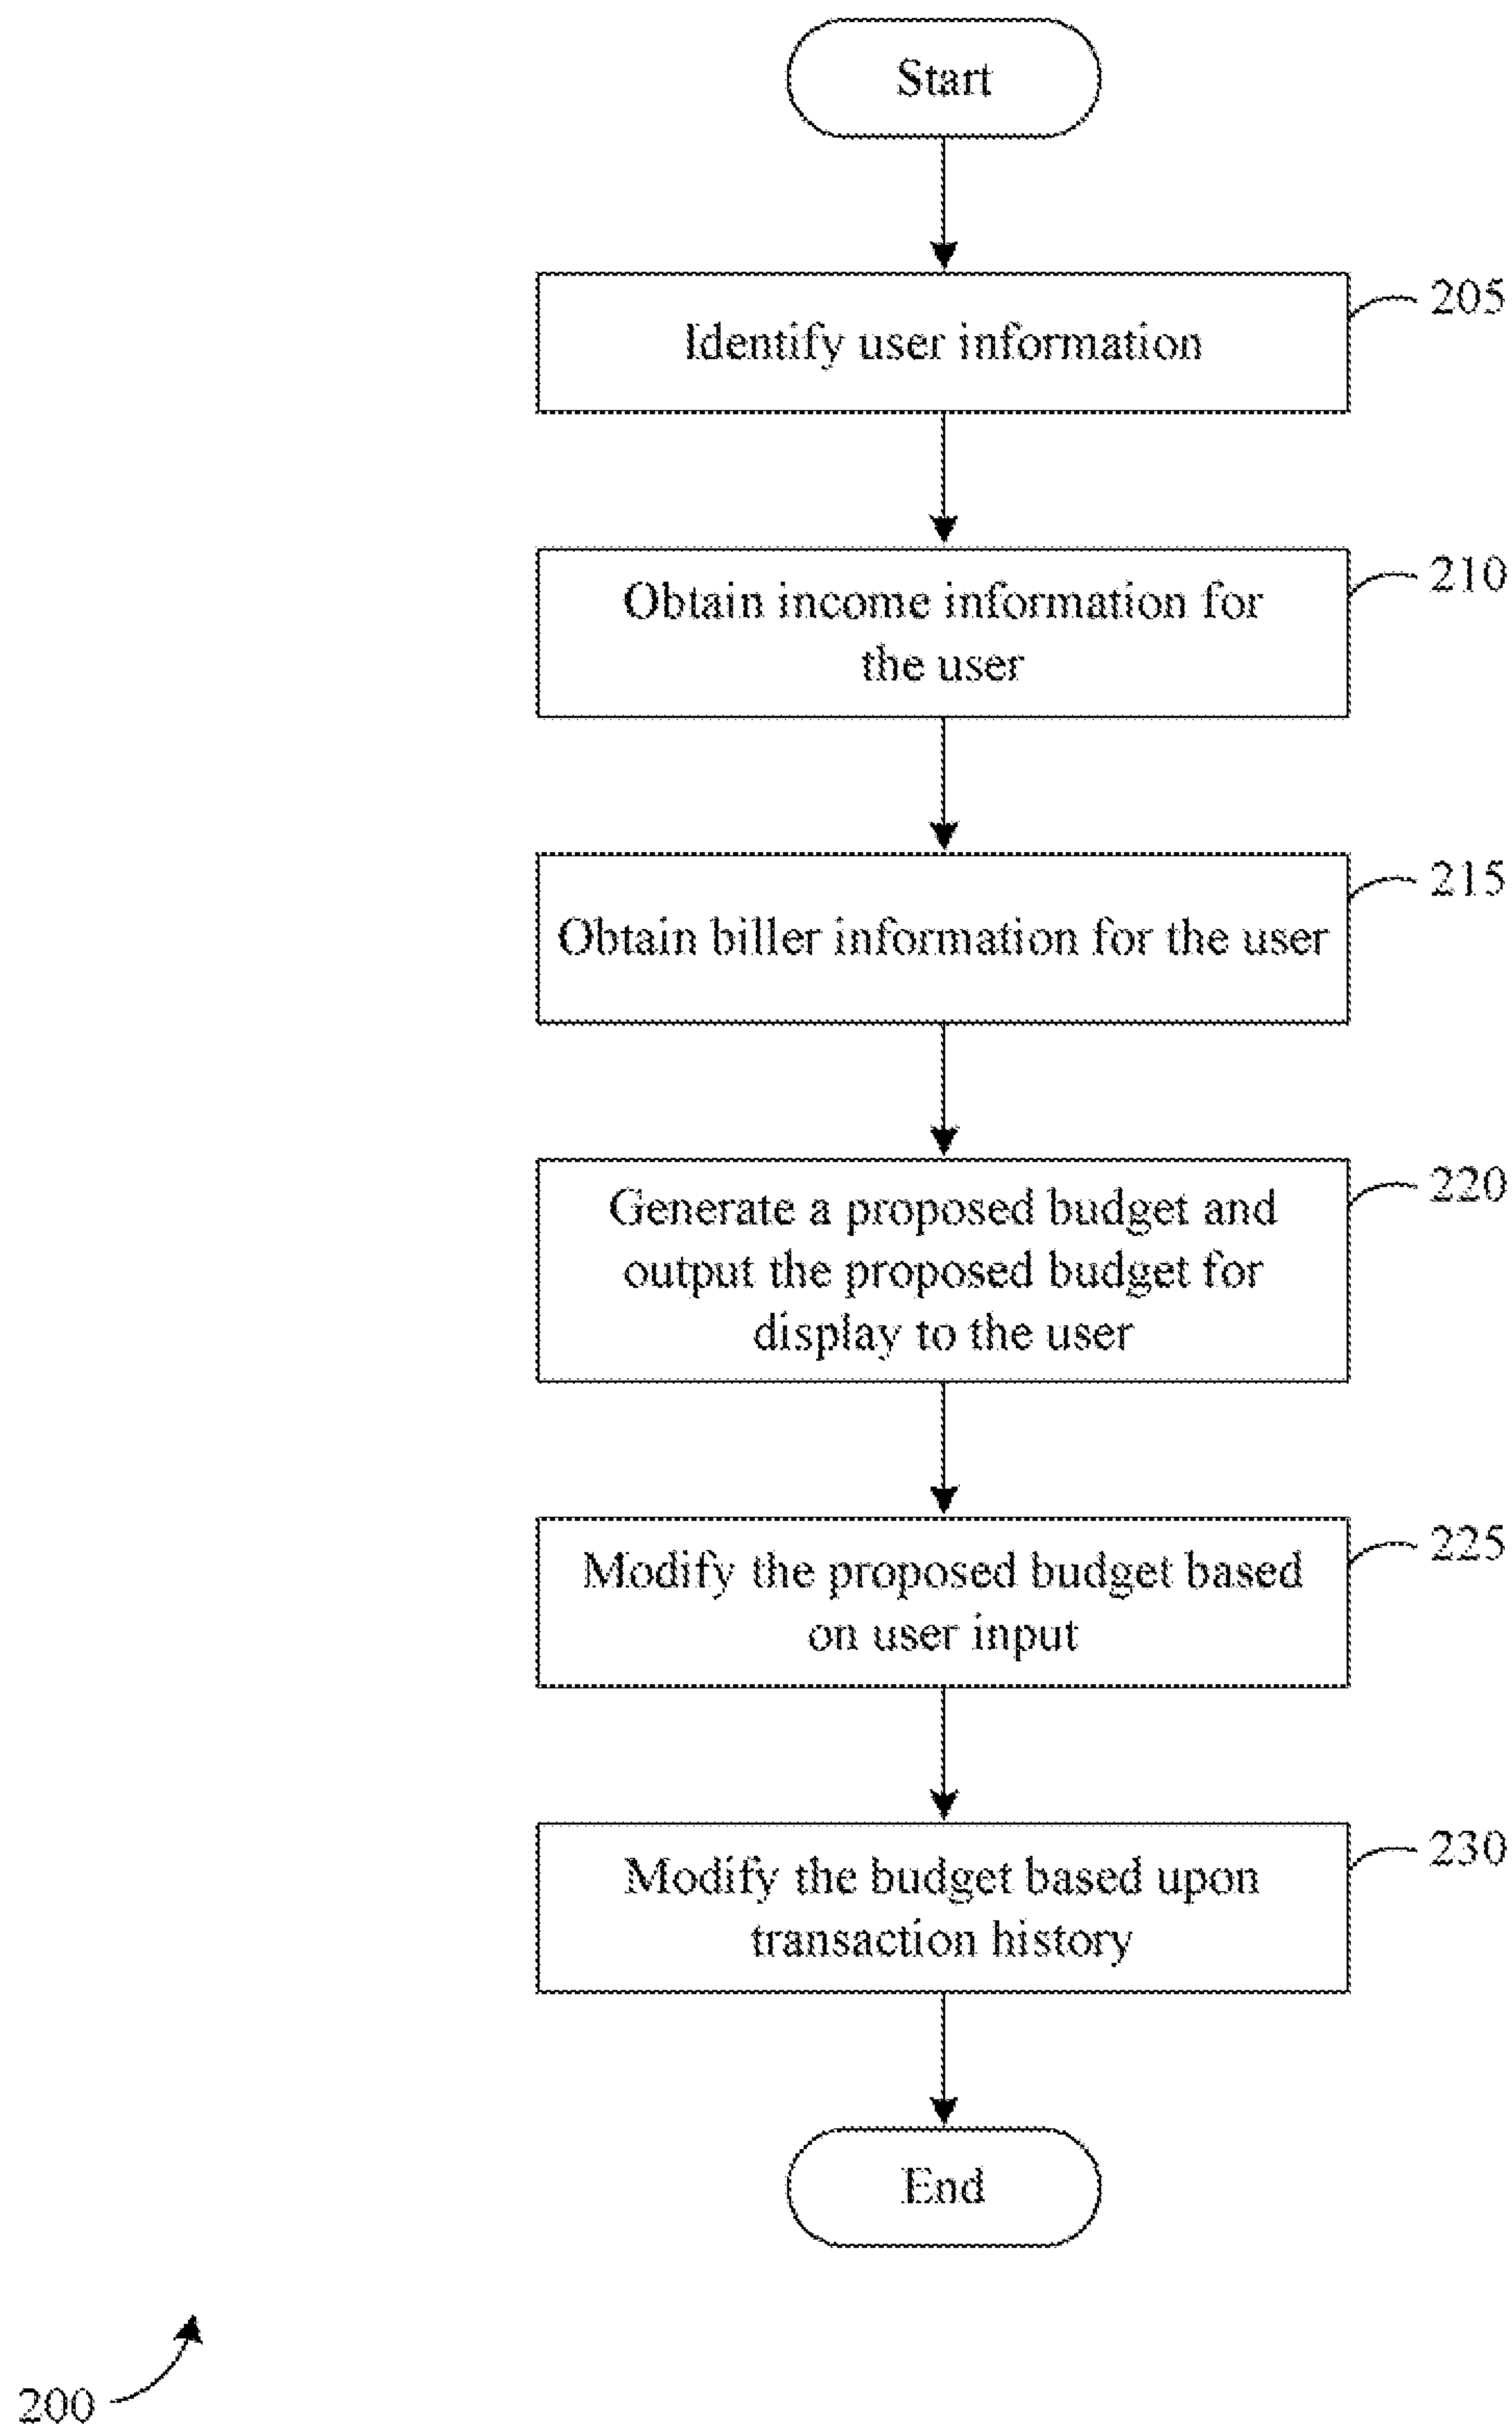 Start
Identify user information
205
Obtain income information for
the user
210
Obtain biller information for the user
215
Generate a proposed budget and
output the proposed budget for
display to the user
220
Modify the proposed budget based
on user input
225
Modify the budget based upon
transaction history
230
End
200